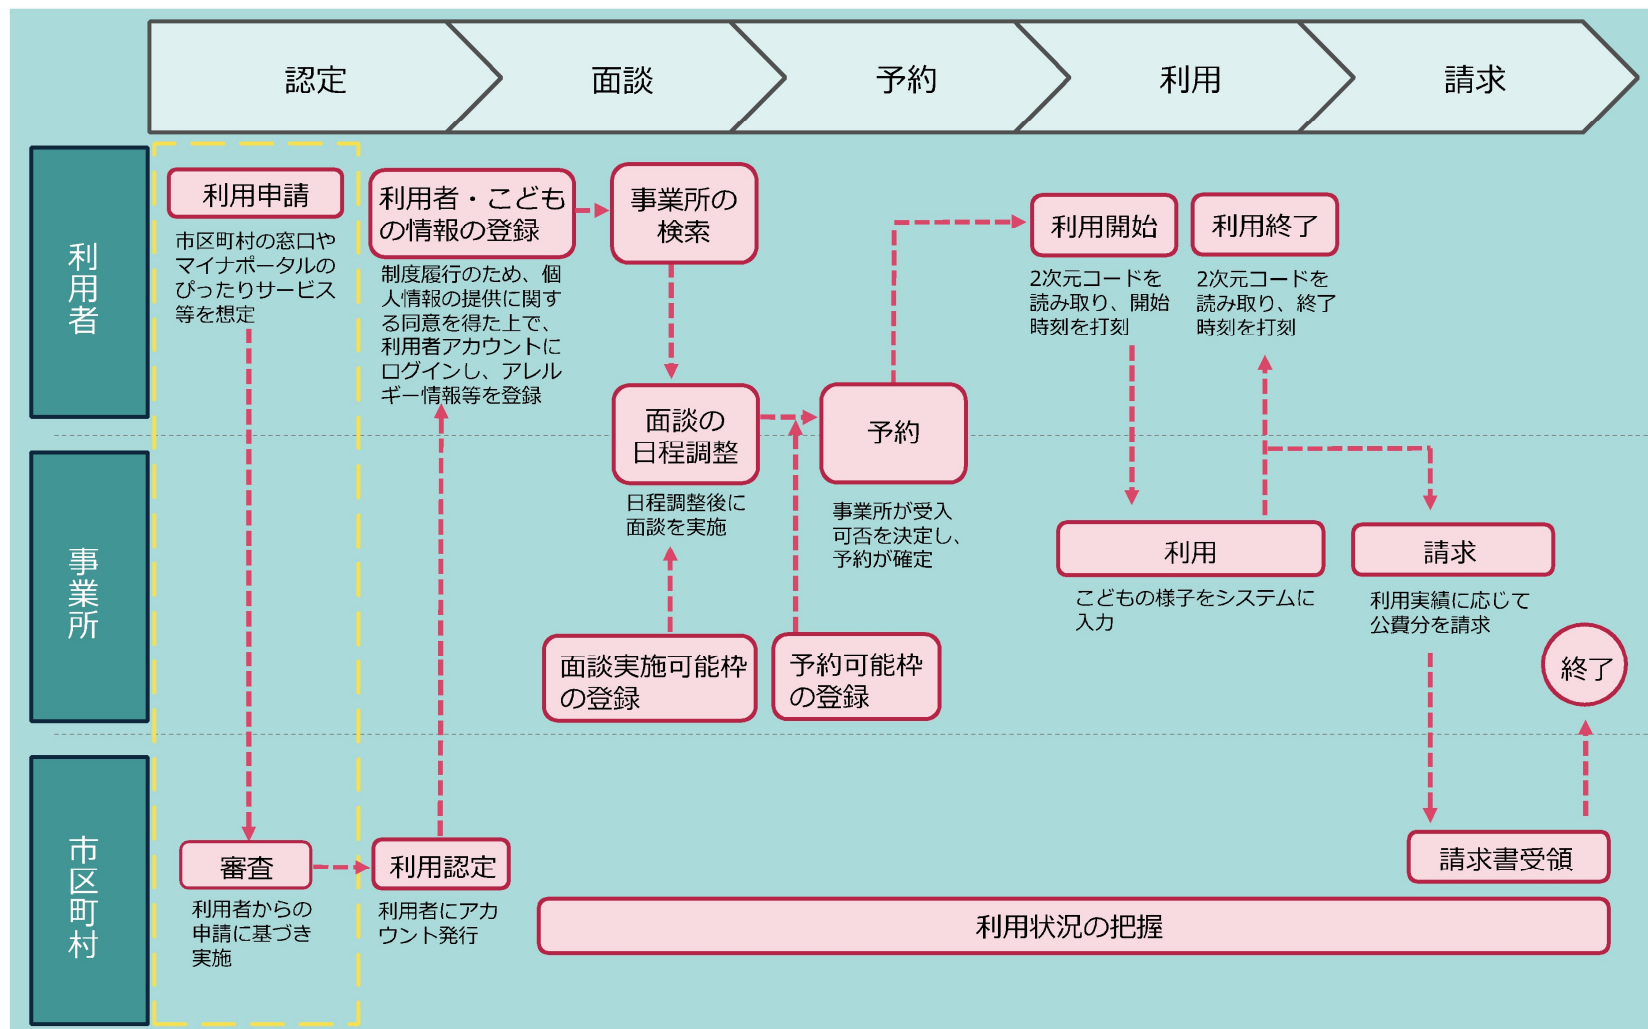 認定
面談
予約
利用
請求
利用者
利用申請
市区町村の窓口や
マイナポータルの
ぴったりサービス
等を想定
利用者・こども
の情報の登録
制度履行のため、個
人情報の提供に関す
る同意を得た上で、
利用者アカウントに
ログインし、アレル
ギー情報等を登録
事業所の
検索
面談の
日程調整
日程調整後に
面談を実施
予約
事業所が受入
可否を決定し、
予約が確定
利用開始
2次元コードを
読み取り、開始
時刻を打刻
利用終了
2次元コードを
読み取り、終了
時刻を打刻
事業所
面談実施可能枠
の登録
予約可能枠
の登録
利用
こどもの様子をシステムに
入力
請求
利用実績に応じて
公費分を請求
終了
市区町村
審査
利用者からの
申請に基づき
実施
利用認定
利用者にアカ
ウント発行
請求書受領
利用状況の把握